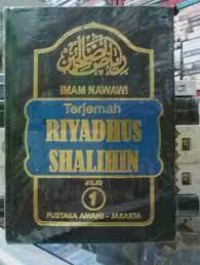 رياض الصالحين
IMAM NAWAWI
Terjemah
RIYADHUS
SHALIHIN
JILID
1
PUSTAKA AMANI - JAKARTA